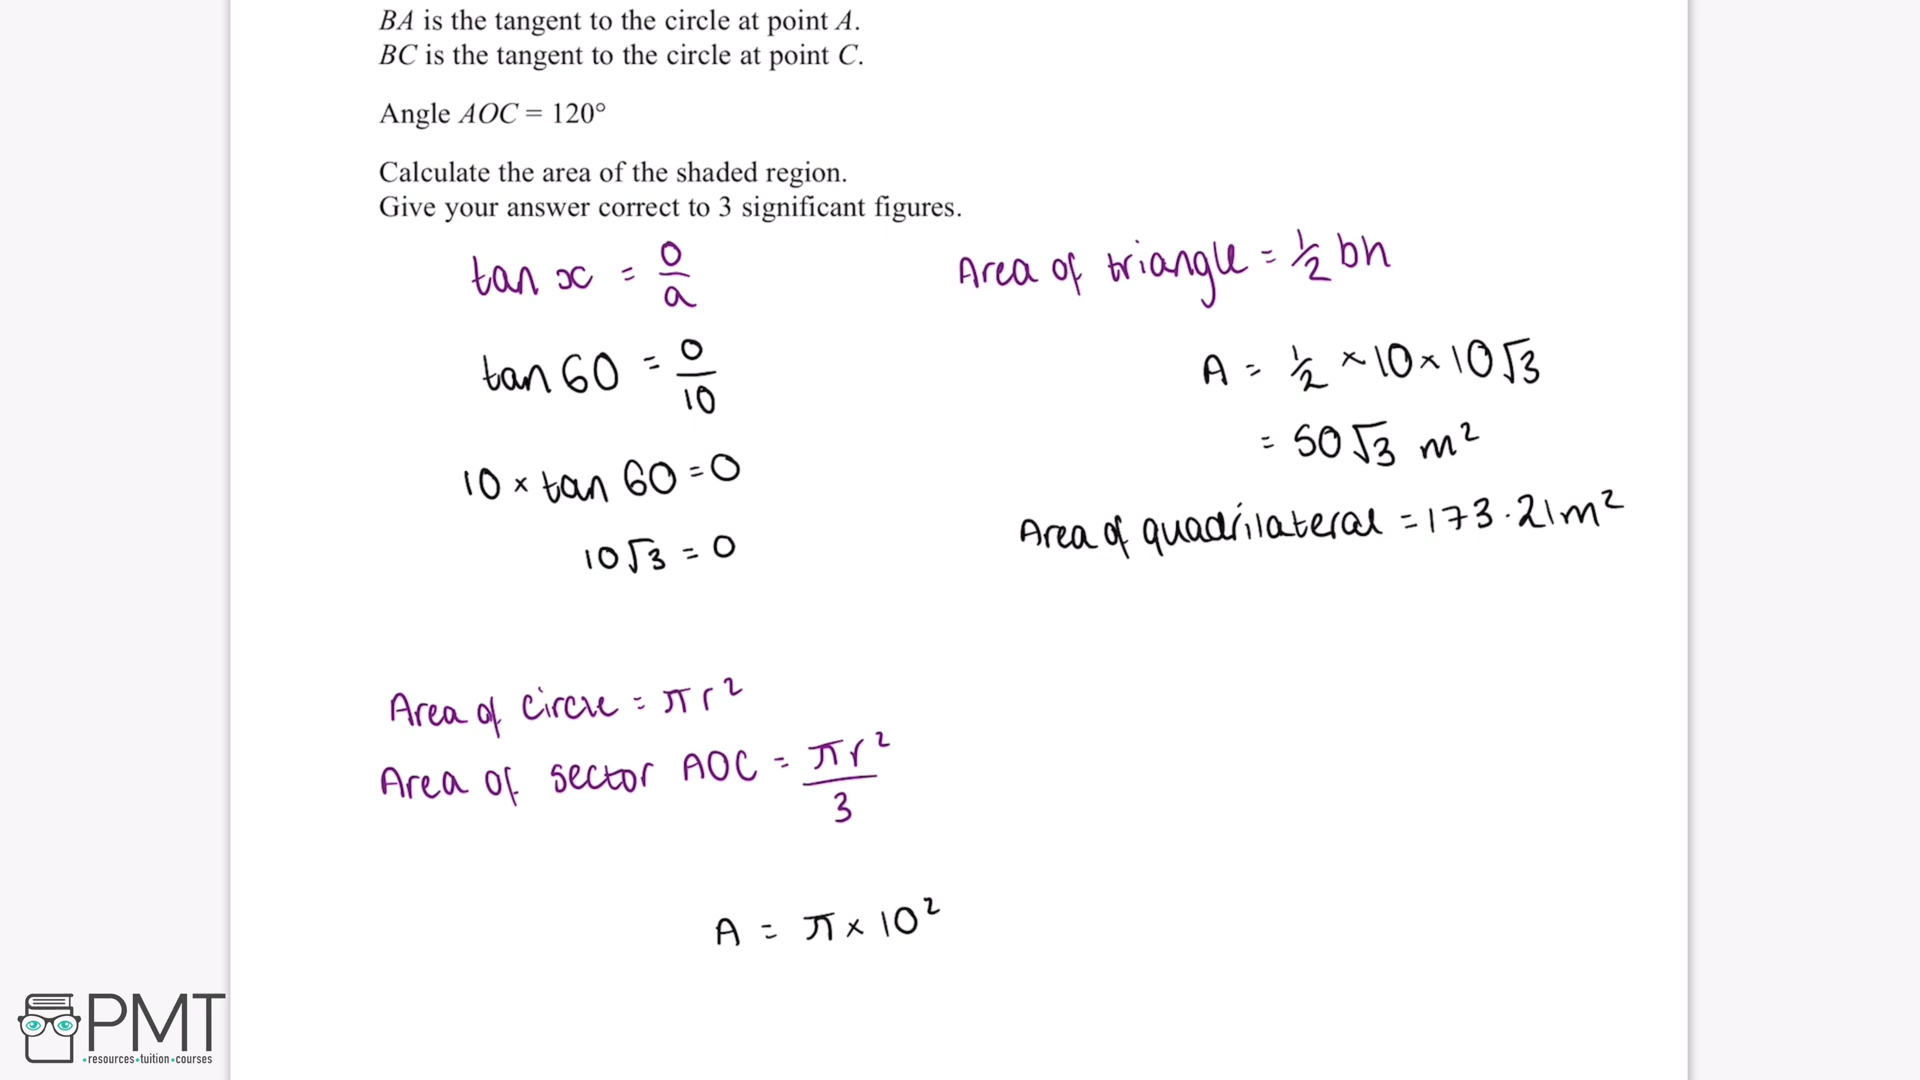 BA is the tangent to the circle at point A.
BC is the tangent to the circle at point C.
Angle AOC = 120°
Calculate the area of the shaded region.
Give your answer correct to 3 significant figures.
tan x = o/a
tan 60 = o/10
10 × tan 60 = o
10√3 = o
Area of triangle = 1/2 bh
A = 1/2 × 10 × 10√3
= 50√3 m²
Area of quadrilateral = 173.21m²
Area of circle = πr²
Area of sector AOC = πr²/3
A = π × 10²
PMT
•resources•tuition•courses